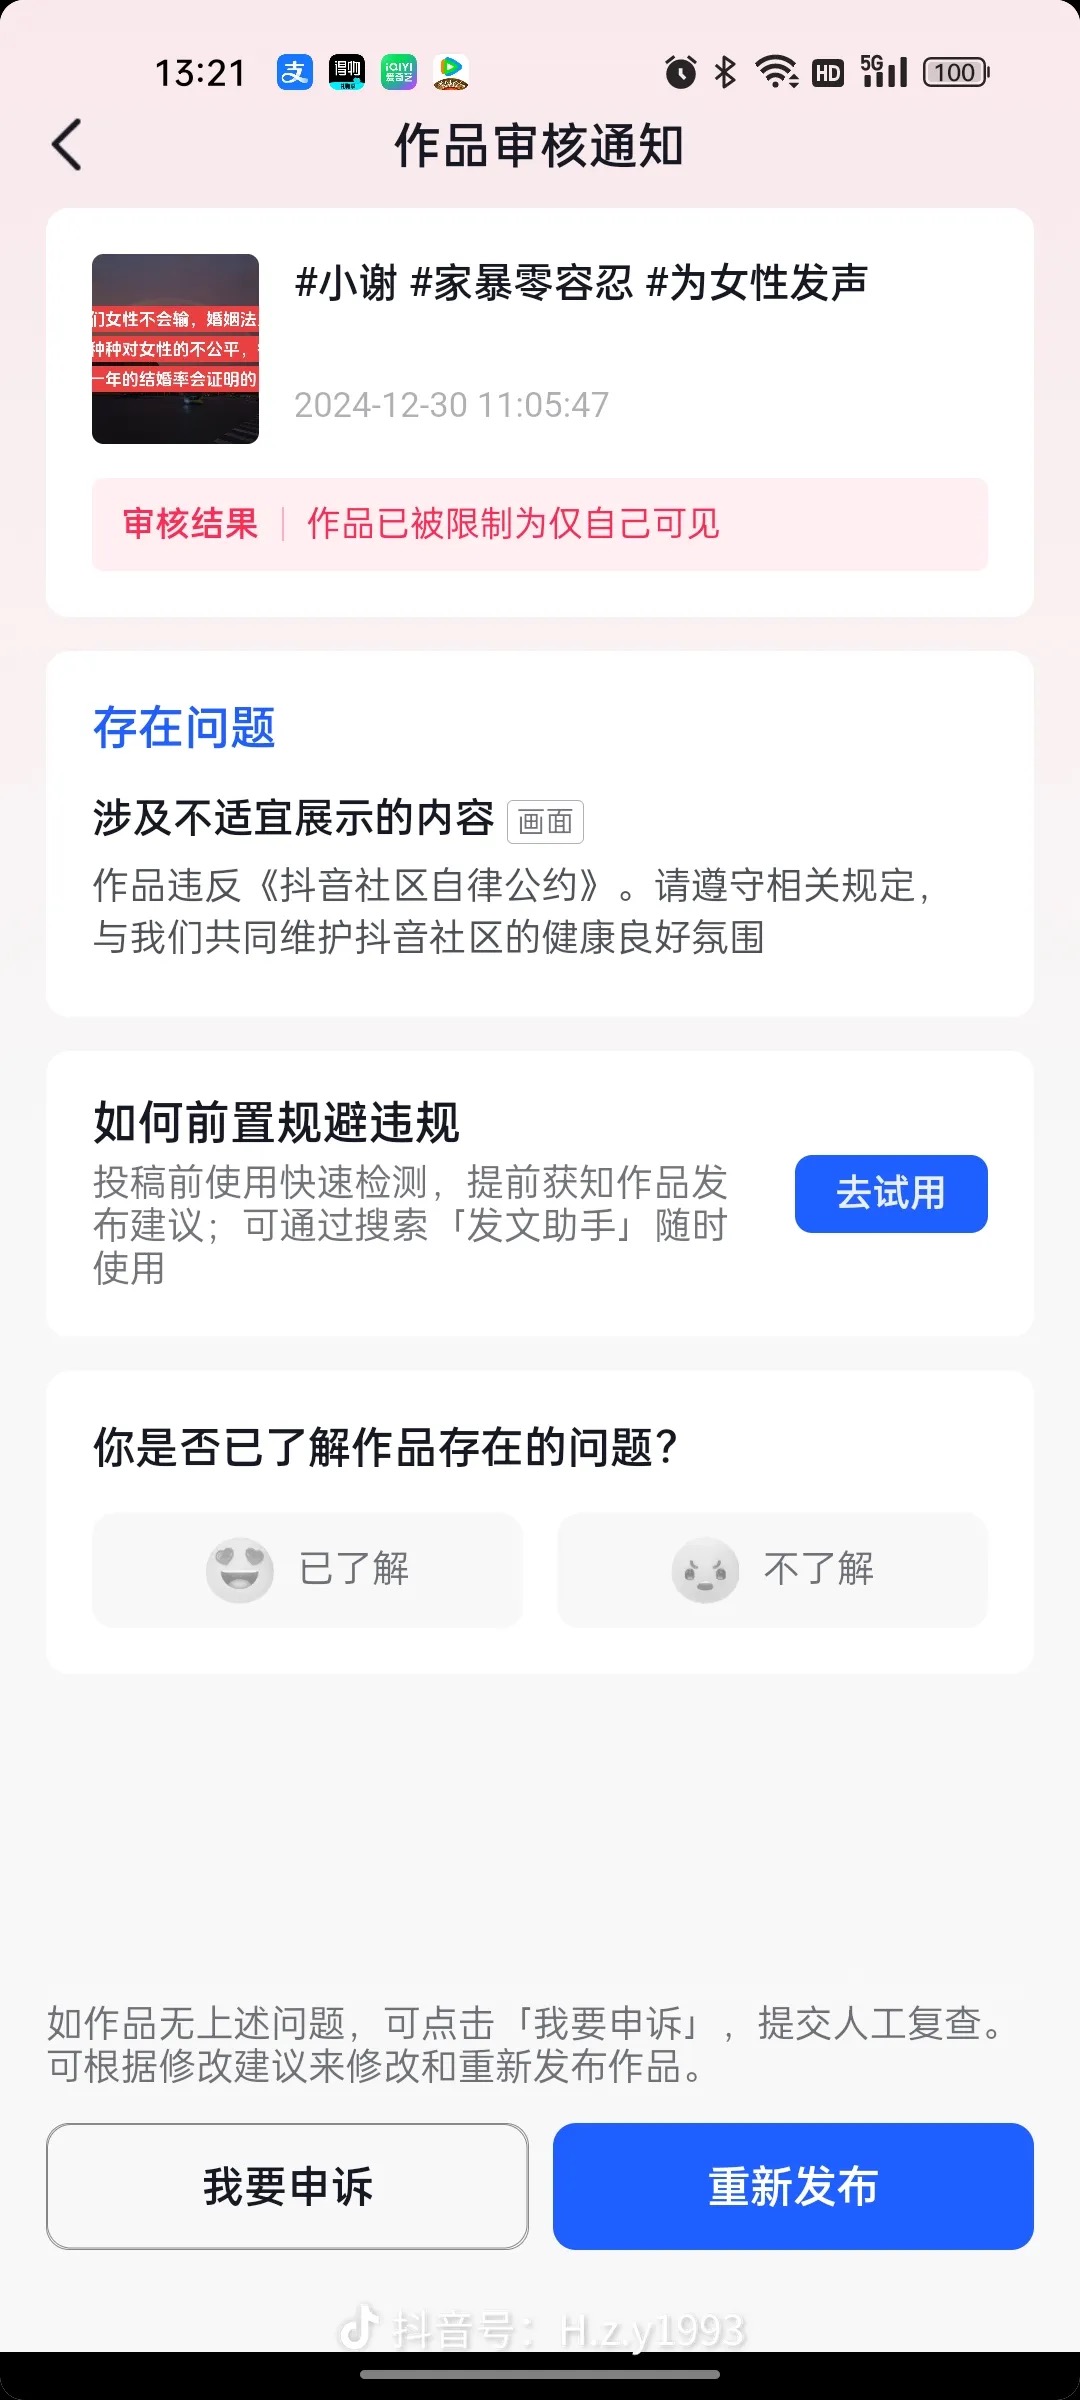 13:21
支
得物
iQIYI
爱奇艺
HD
5G
100
作品审核通知
#小谢 #家暴零容忍 #为女性发声
们女性不会输，婚姻法
种种对女性的不公平，
一年的结婚率会证明的
2024-12-30 11:05:47
审核结果 | 作品已被限制为仅自己可见
存在问题
涉及不适宜展示的内容 画面
作品违反《抖音社区自律公约》。请遵守相关规定，
与我们共同维护抖音社区的健康良好氛围
如何前置规避违规
投稿前使用快速检测，提前获知作品发
布建议；可通过搜索「发文助手」随时
使用
去试用
你是否已了解作品存在的问题？
已了解
不了解
如作品无上述问题，可点击「我要申诉」，提交人工复查。
可根据修改建议来修改和重新发布作品。
我要申诉
重新发布
抖音号：H.z.y1993